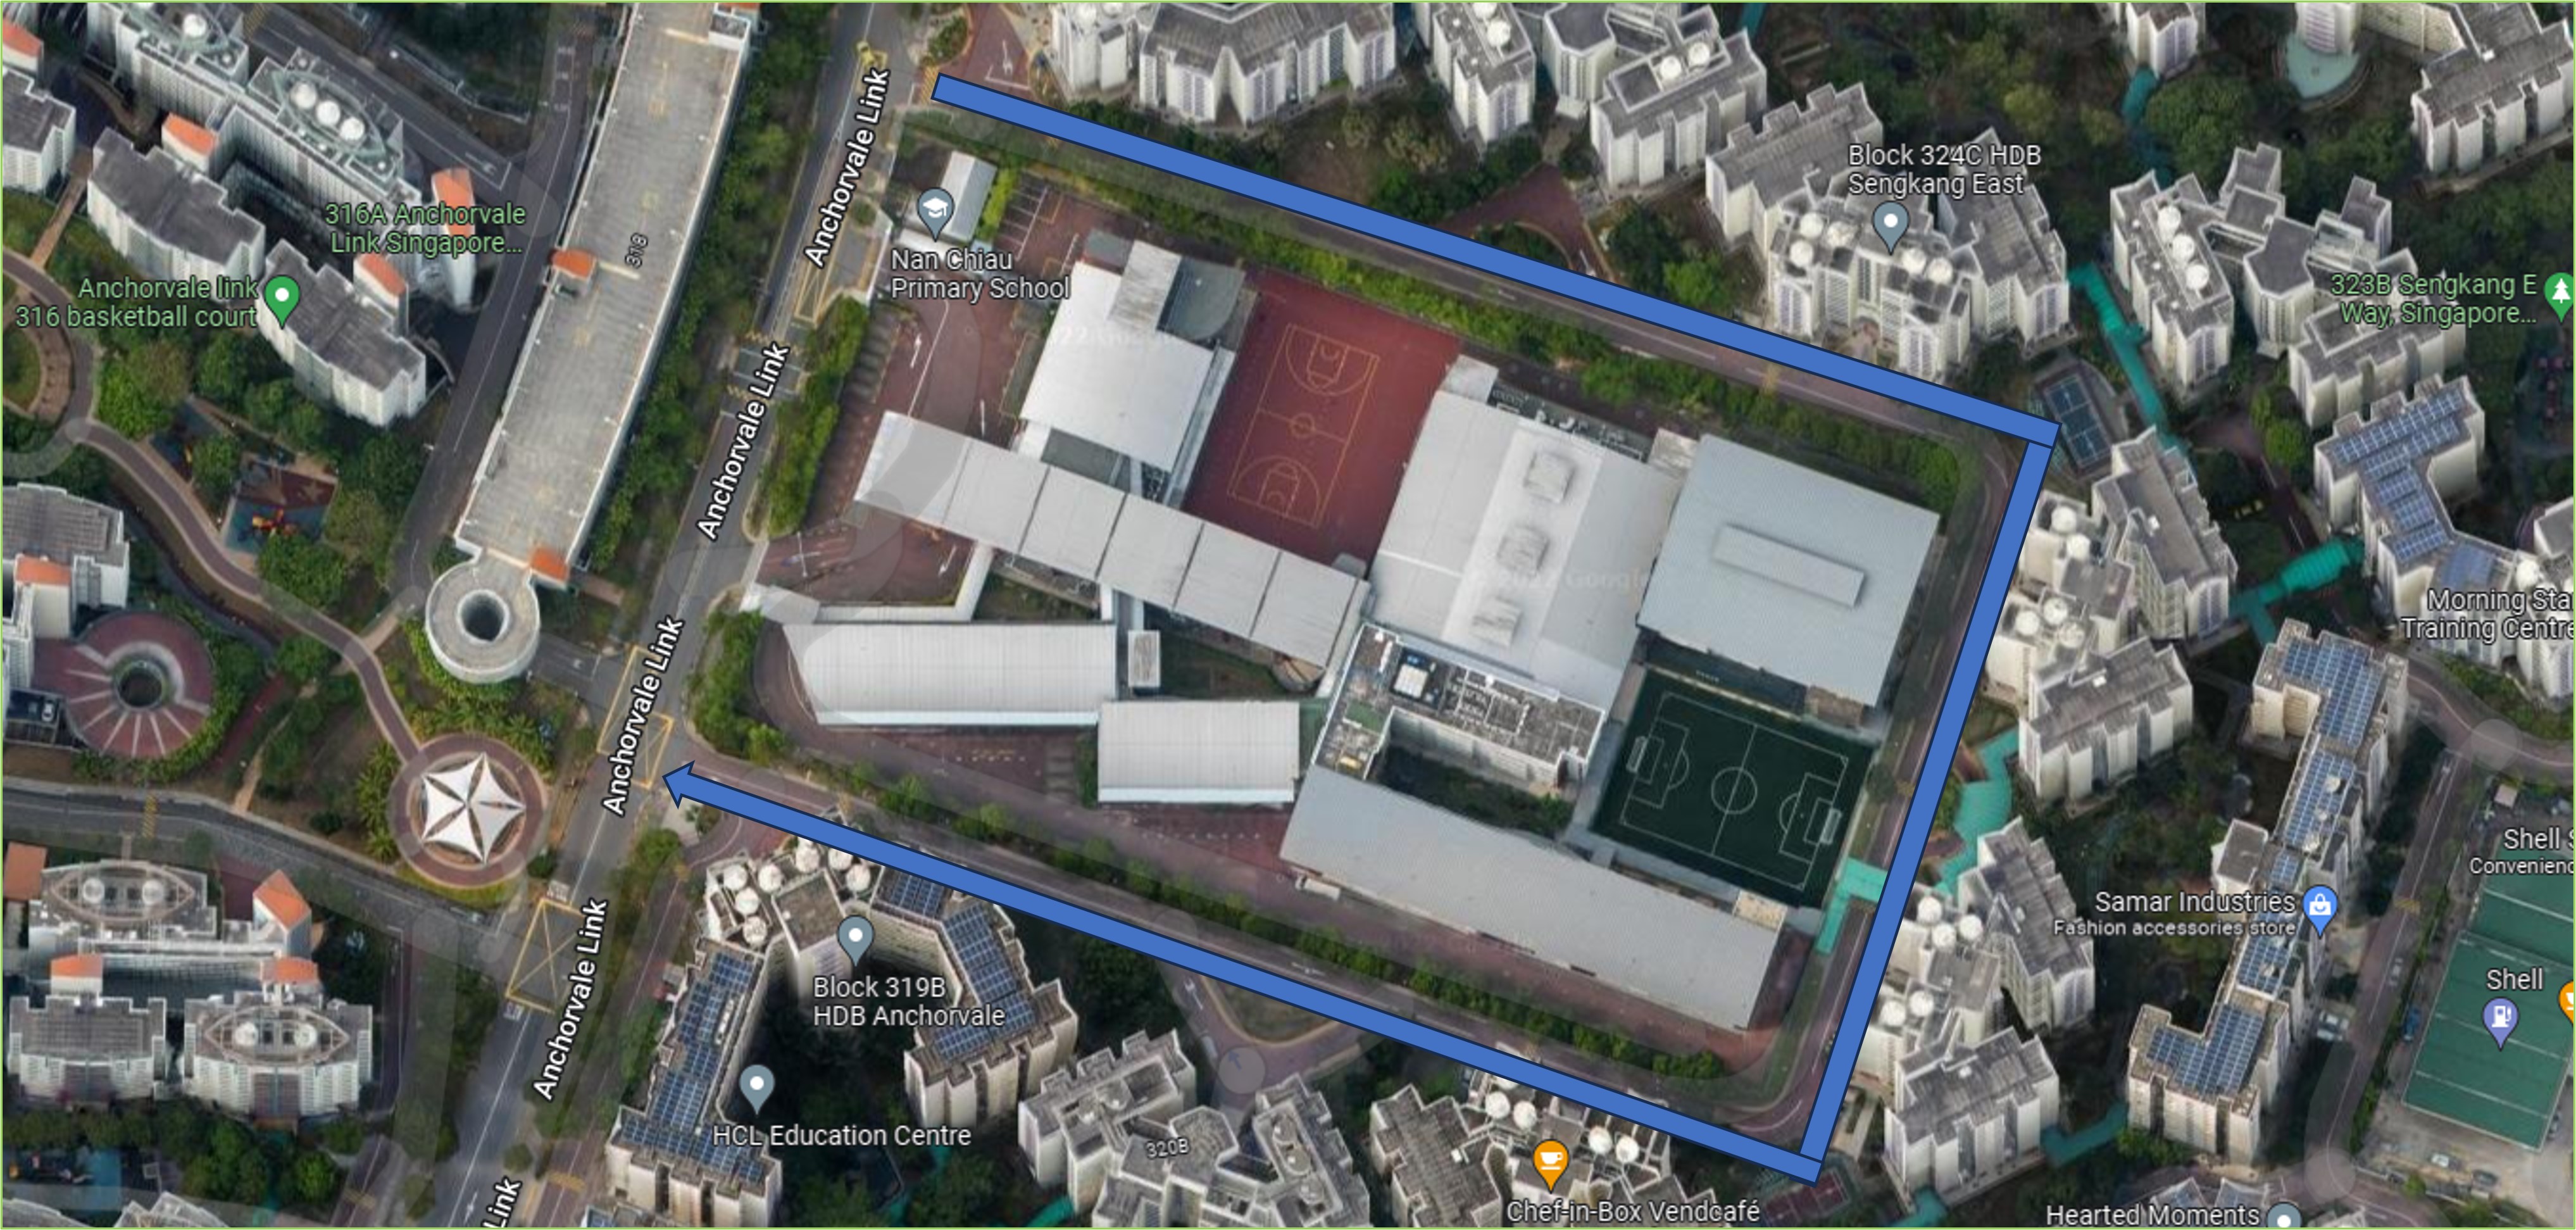 Anchorvale Link
Block 324C HDB
Sengkang East
316A Anchorvale
Link Singapore...
318
Nan Chiau
Primary School
Anchorvale link
316 basketball court
323B Sengkang E
Way, Singapore...
Anchorvale Link
Morning Sta
Training Centre
Anchorvale Link
Shell S
Convenienc
Samar Industries
Fashion accessories store
Anchorvale Link
Block 319B
HDB Anchorvale
Shell
HCL Education Centre
320B
Chef-in-Box Vendcafé
Link
Hearted Moments